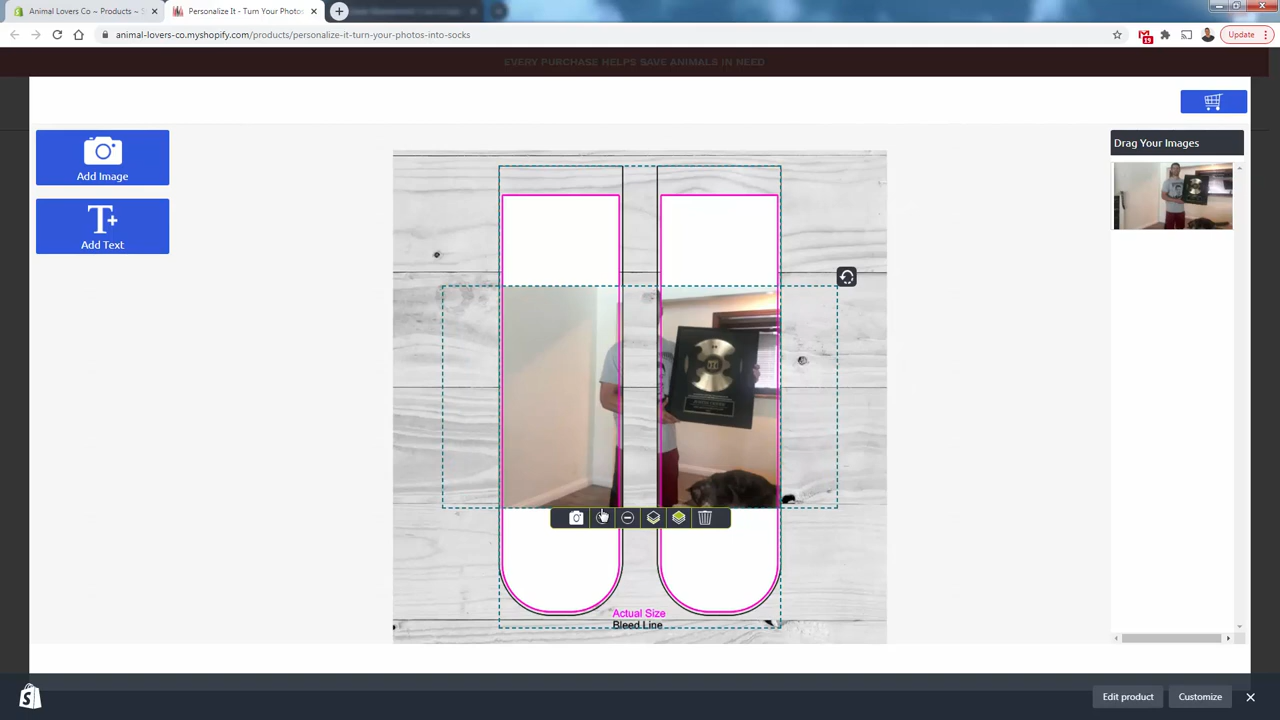 Animal Lovers Co ~ Products ~ S
Personalize It - Turn Your Photos
animal-lovers-co.myshopify.com/products/personalize-it-turn-your-photos-into-socks
19
Update
EVERY PURCHASE HELPS SAVE ANIMALS IN NEED
Add Image
Drag Your Images
T+
Add Text
Actual Size
Bleed Line
Edit product
Customize